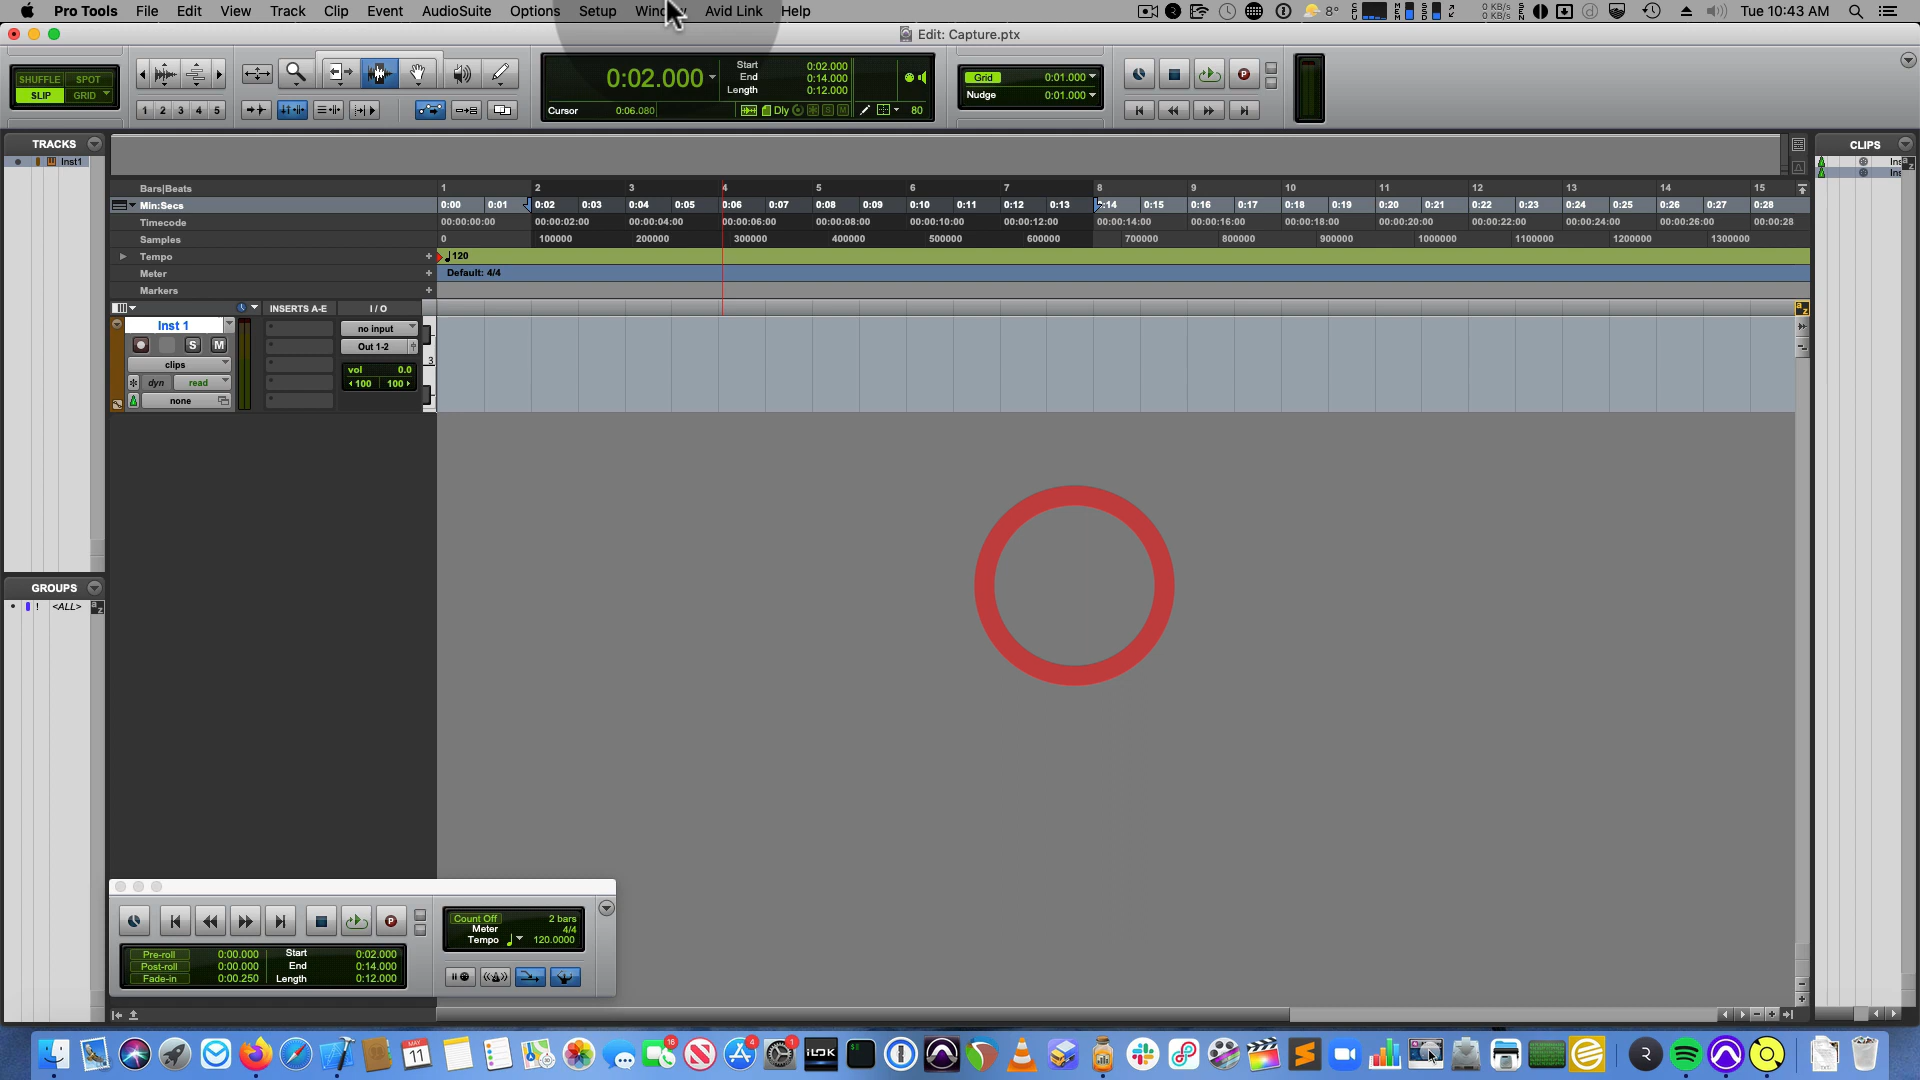 Pro Tools File Edit View Track Clip Event AudioSuite Options Setup Window Avid Link Help
8° 0 KB/s 0 KB/s Tue 10:43 AM
Edit: Capture.ptx
SHUFFLE SPOT
SLIP GRID
1 2 3 4 5
0:02.000
Start 0:02.000
End 0:14.000
Length 0:12.000
Cursor 0:06.080 Dly 80
Grid 0:01.000
Nudge 0:01.000
TRACKS
Inst1
CLIPS
Ins
Ins
Bars|Beats 1 2 3 4 5 6 7 8 9 10 11 12 13 14 15
Min:Secs 0:00 0:01 0:02 0:03 0:04 0:05 0:06 0:07 0:08 0:09 0:10 0:11 0:12 0:13 0:14 0:15 0:16 0:17 0:18 0:19 0:20 0:21 0:22 0:23 0:24 0:25 0:26 0:27 0:28
Timecode 00:00:00:00 00:00:02:00 00:00:04:00 00:00:06:00 00:00:08:00 00:00:10:00 00:00:12:00 00:00:14:00 00:00:16:00 00:00:18:00 00:00:20:00 00:00:22:00 00:00:24:00 00:00:26:00 00:00:28
Samples 0 100000 200000 300000 400000 500000 600000 700000 800000 900000 1000000 1100000 1200000 1300000
Tempo + 120
Meter + Default: 4/4
Markers +
INSERTS A-E I / O
Inst 1
S M
clips
dyn read
none
no input
Out 1-2
vol 0.0
100 100
3
GROUPS
! <ALL>
Count Off 2 bars
Meter 4/4
Tempo 120.0000
Pre-roll 0:00.000 Start 0:02.000
Post-roll 0:00.000 End 0:14.000
Fade-in 0:00.250 Length 0:12.000
MAY
11
16
4
1
iLOK